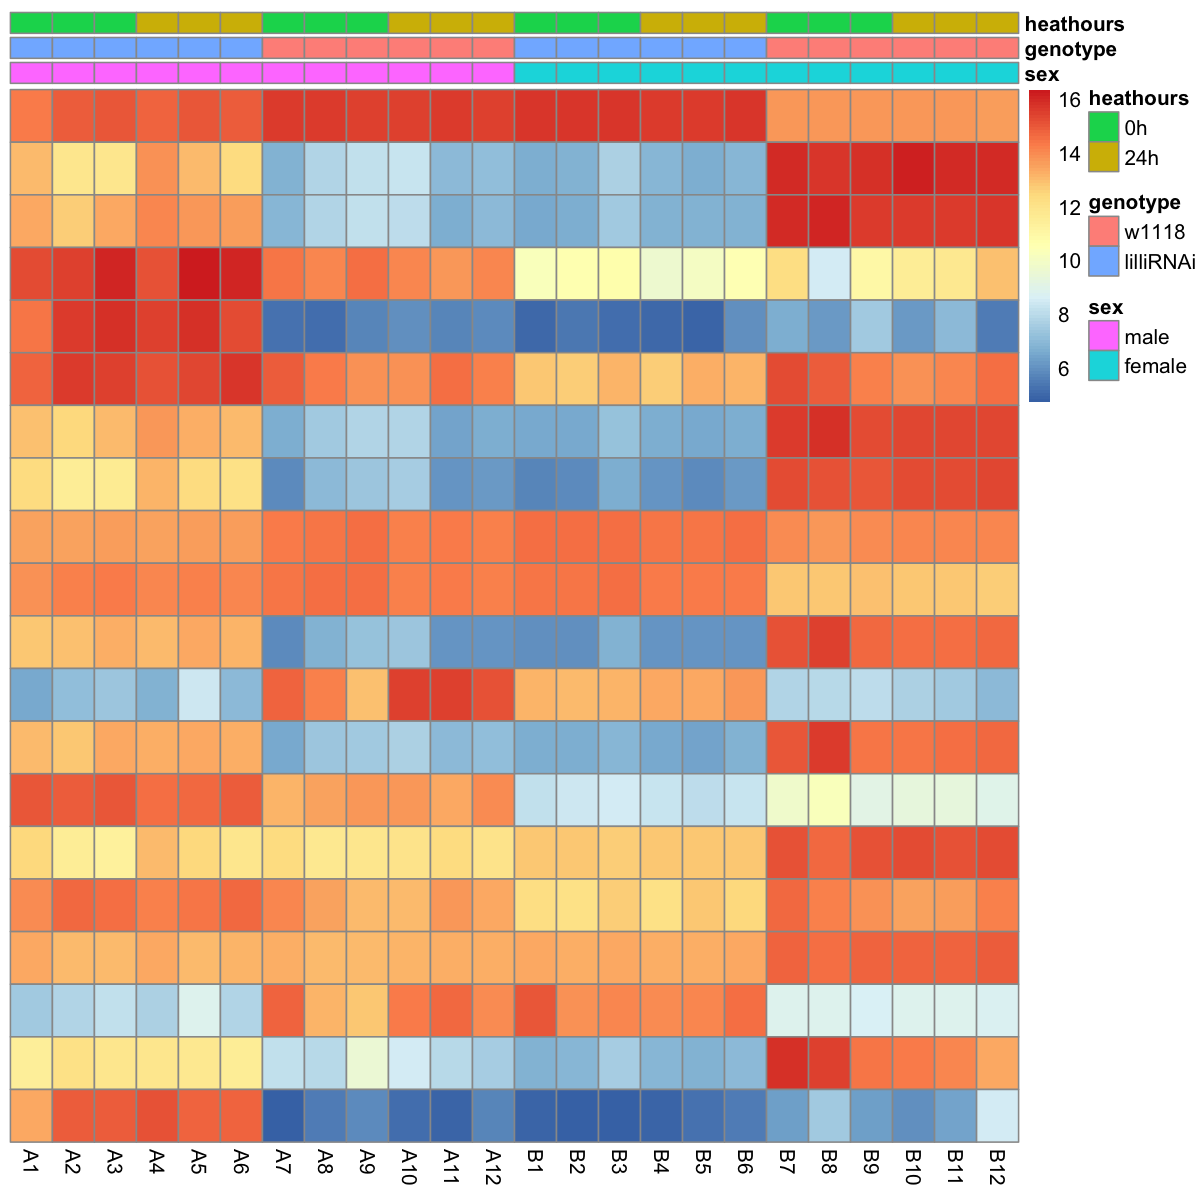 heathours
genotype
sex
16
14
12
10
8
6
heathours
0h
24h
genotype
w1118
lilliRNAi
sex
male
female
A1 A2 A3 A4 A5 A6 A7 A8 A9 A10 A11 A12 B1 B2 B3 B4 B5 B6 B7 B8 B9 B10 B11 B12